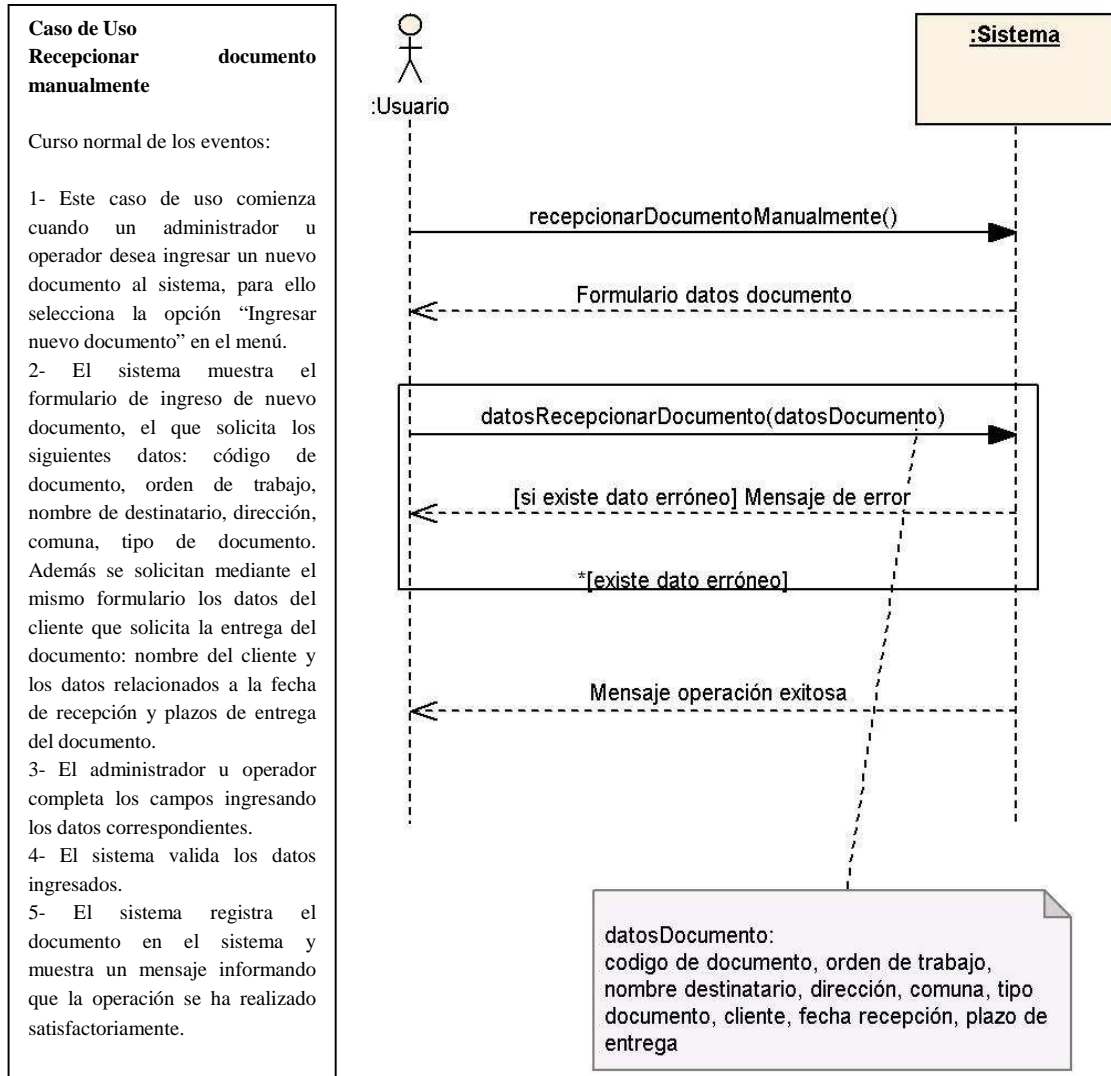 Caso de Uso
Recepcionar documento
manualmente
Curso normal de los eventos:
1- Este caso de uso comienza
cuando un administrador u
operador desea ingresar un nuevo
documento al sistema, para ello
selecciona la opción “Ingresar
nuevo documento” en el menú.
2- El sistema muestra el
formulario de ingreso de nuevo
documento, el que solicita los
siguientes datos: código de
documento, orden de trabajo,
nombre de destinatario, dirección,
comuna, tipo de documento.
Además se solicitan mediante el
mismo formulario los datos del
cliente que solicita la entrega del
documento: nombre del cliente y
los datos relacionados a la fecha
de recepción y plazos de entrega
del documento.
3- El administrador u operador
completa los campos ingresando
los datos correspondientes.
4- El sistema valida los datos
ingresados.
5- El sistema registra el
documento en el sistema y
muestra un mensaje informando
que la operación se ha realizado
satisfactoriamente.
:Usuario
:Sistema
recepcionarDocumentoManualmente()
Formulario datos documento
datosRecepcionarDocumento(datosDocumento)
[si existe dato erróneo] Mensaje de error
*[existe dato erróneo]
Mensaje operación exitosa
datosDocumento:
codigo de documento, orden de trabajo,
nombre destinatario, dirección, comuna, tipo
documento, cliente, fecha recepción, plazo de
entrega